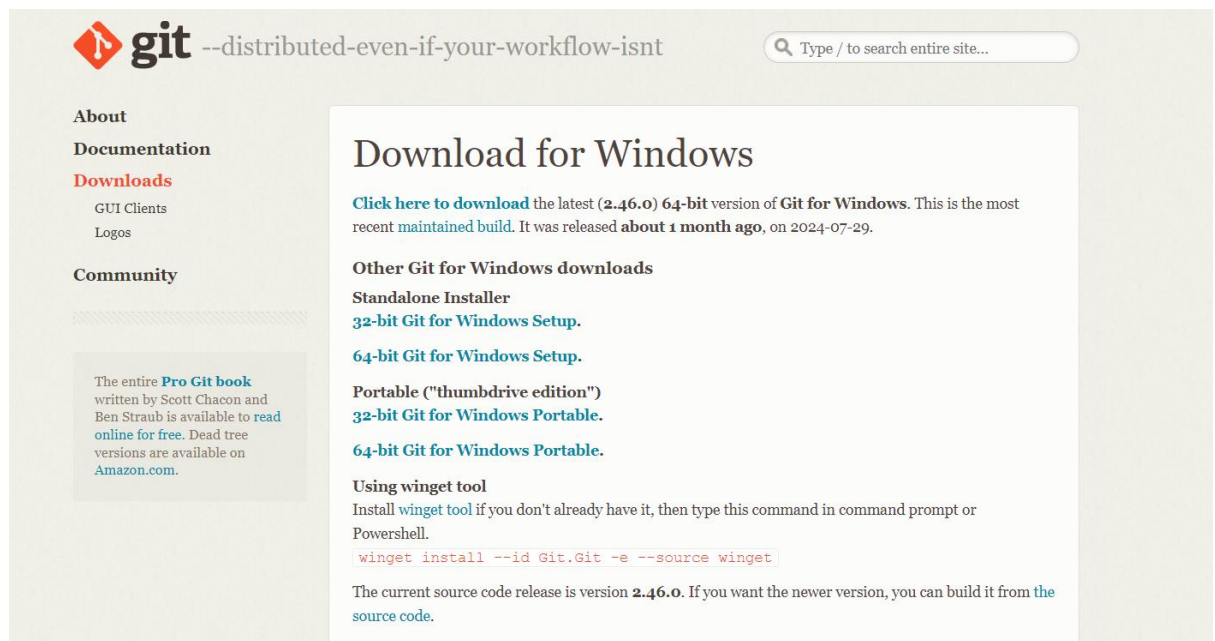 git --distributed-even-if-your-workflow-isnt
Type / to search entire site...
About
Documentation
Downloads
GUI Clients
Logos
Community
The entire Pro Git book
written by Scott Chacon and
Ben Straub is available to read
online for free. Dead tree
versions are available on
Amazon.com.
Download for Windows
Click here to download the latest (2.46.0) 64-bit version of Git for Windows. This is the most
recent maintained build. It was released about 1 month ago, on 2024-07-29.
Other Git for Windows downloads
Standalone Installer
32-bit Git for Windows Setup.
64-bit Git for Windows Setup.
Portable ("thumbdrive edition")
32-bit Git for Windows Portable.
64-bit Git for Windows Portable.
Using winget tool
Install winget tool if you don't already have it, then type this command in command prompt or
Powershell.
winget install --id Git.Git -e --source winget
The current source code release is version 2.46.0. If you want the newer version, you can build it from the
source code.